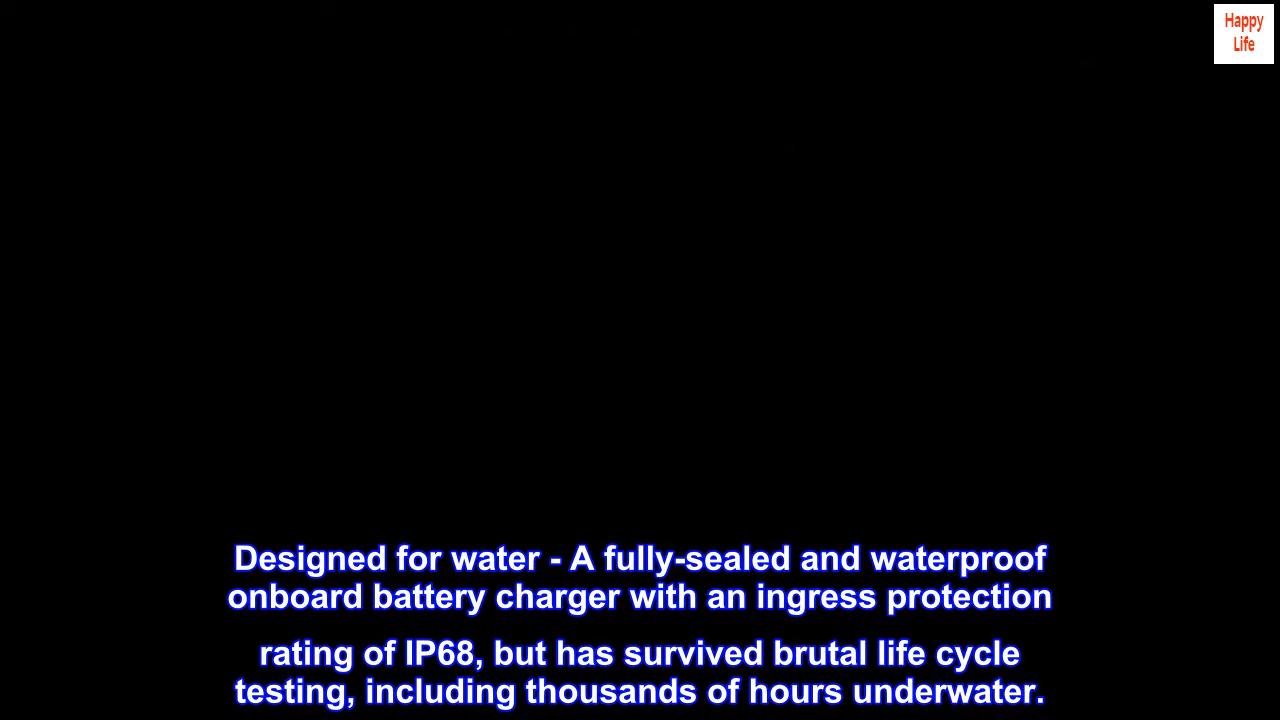 Happy
Life
Designed for water - A fully-sealed and waterproof
onboard battery charger with an ingress protection
rating of IP68, but has survived brutal life cycle
testing, including thousands of hours underwater.